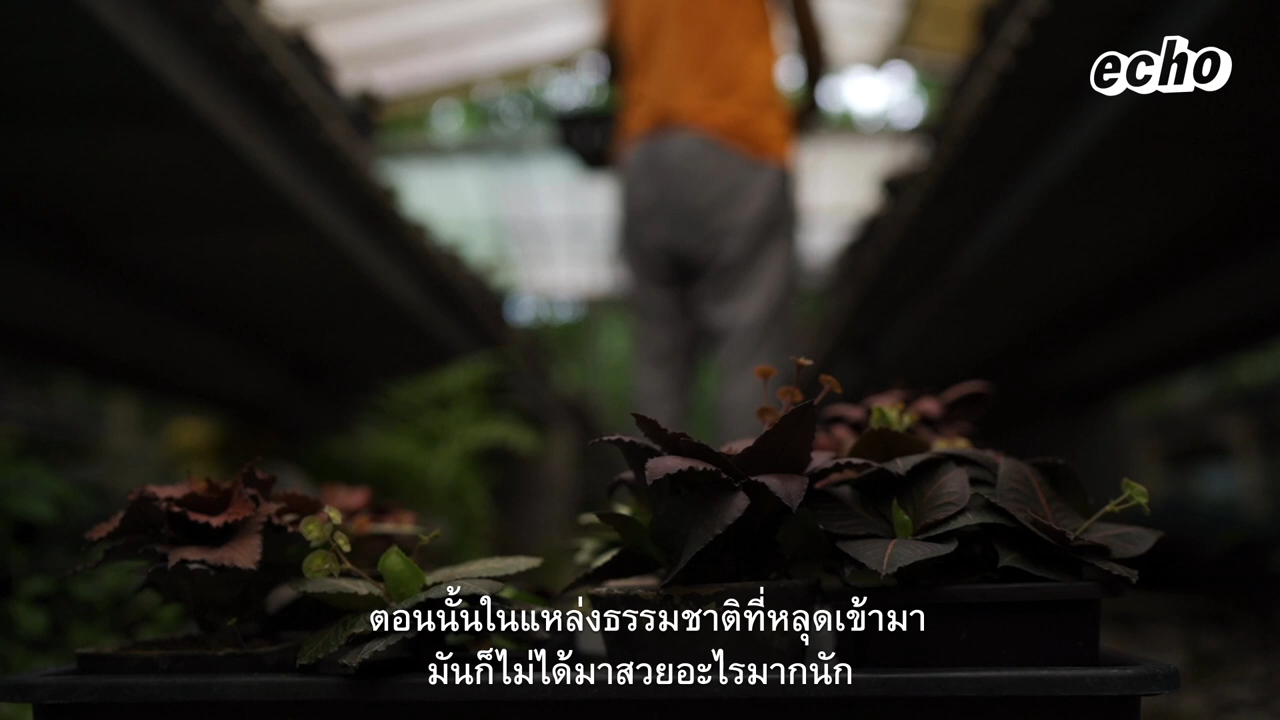 echo
ตอนนั้นในแหล่งธรรมชาติที่หลุดเข้ามา
มันก็ไม่ได้มาสวยอะไรมากนัก